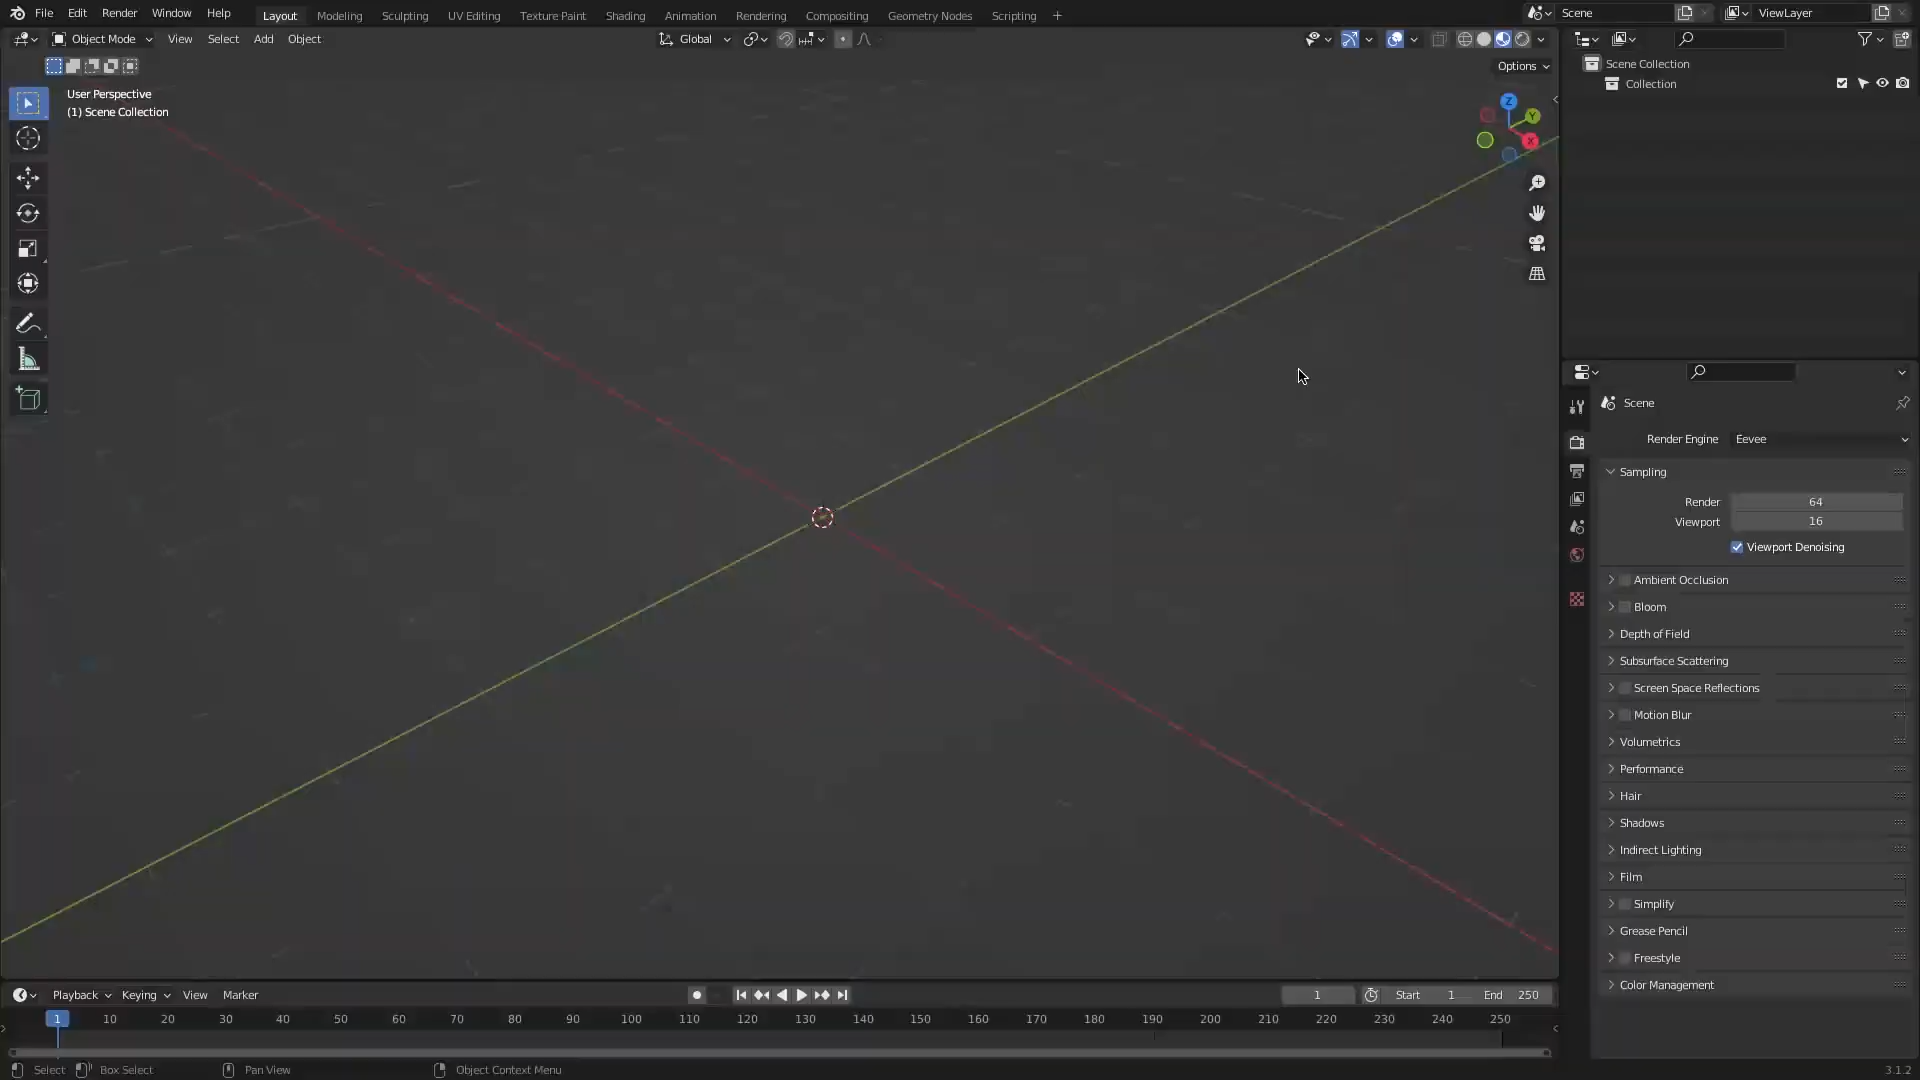 File Edit Render Window Help Layout Modeling Sculpting UV Editing Texture Paint Shading Animation Rendering Compositing Geometry Nodes Scripting + Scene ViewLayer
Object Mode View Select Add Object Global
Options
User Perspective
(1) Scene Collection
Z
Y
X
Scene Collection
Collection
Scene
Render Engine Eevee
Sampling
Render 64
Viewport 16
Viewport Denoising
Ambient Occlusion
Bloom
Depth of Field
Subsurface Scattering
Screen Space Reflections
Motion Blur
Volumetrics
Performance
Hair
Shadows
Indirect Lighting
Film
Simplify
Grease Pencil
Freestyle
Color Management
Playback Keying View Marker 1 Start 1 End 250
1 10 20 30 40 50 60 70 80 90 100 110 120 130 140 150 160 170 180 190 200 210 220 230 240 250
Select Box Select Pan View Object Context Menu 3.1.2